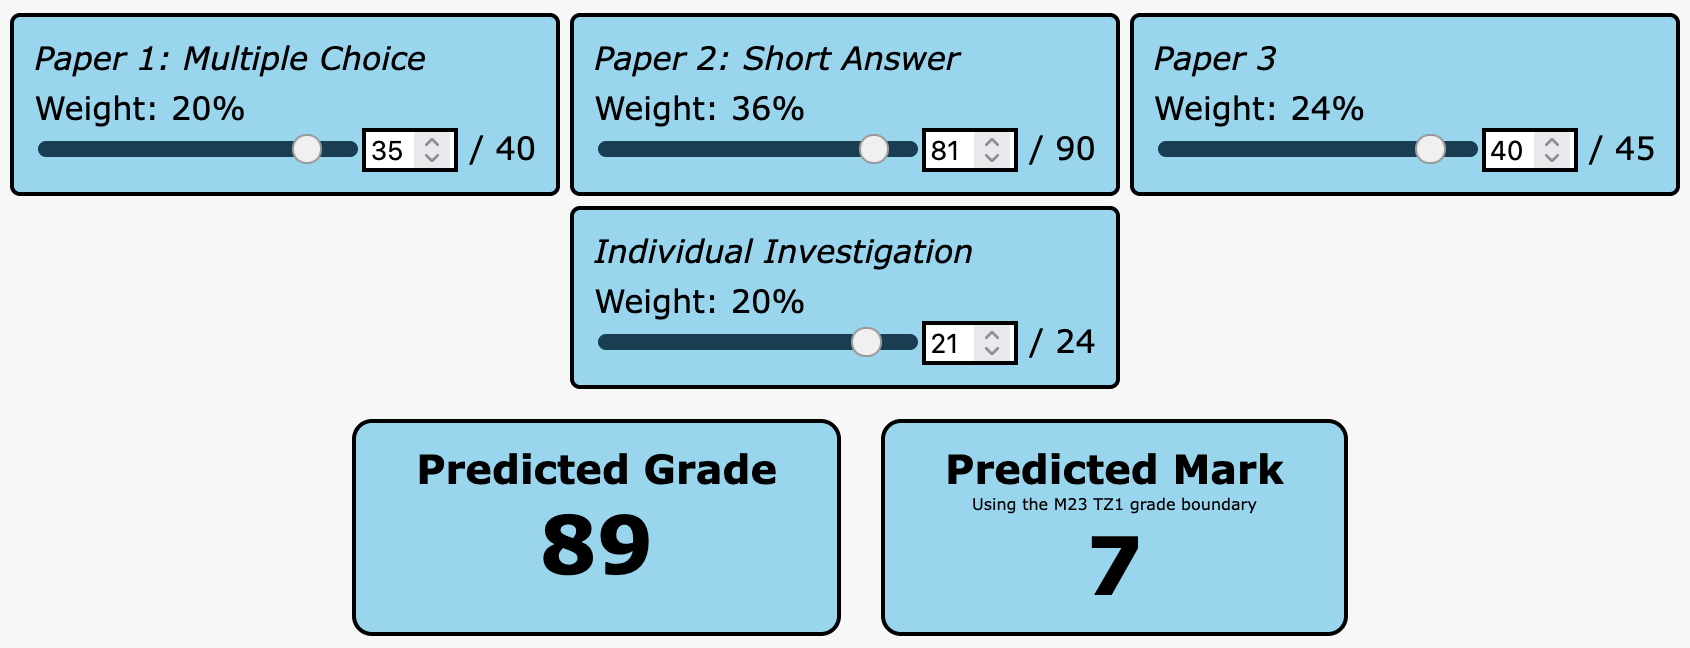 Paper 1: Multiple Choice
Weight: 20%
35 / 40
Paper 2: Short Answer
Weight: 36%
81 / 90
Paper 3
Weight: 24%
40 / 45
Individual Investigation
Weight: 20%
21 / 24
Predicted Grade
89
Predicted Mark
Using the M23 TZ1 grade boundary
7